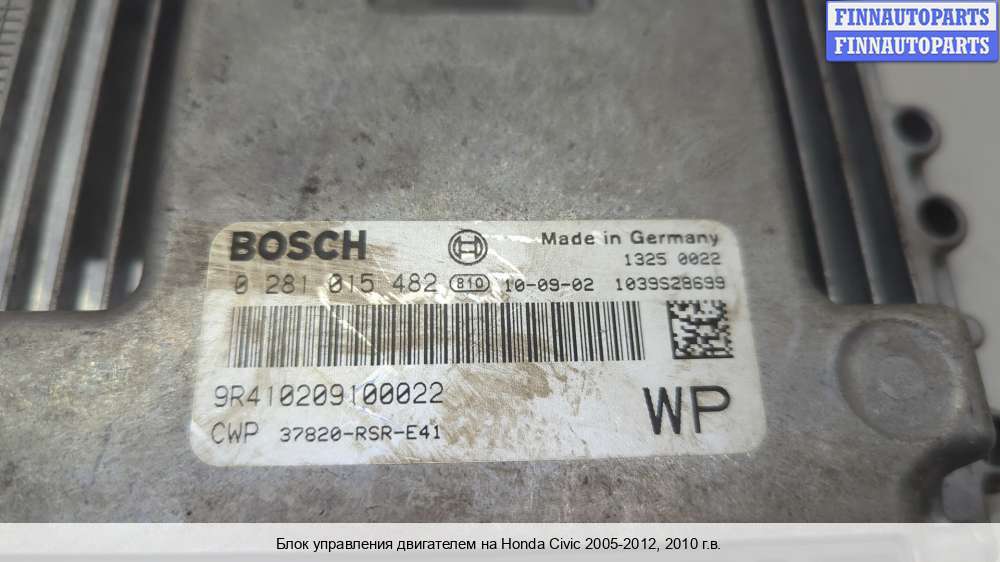 FINNAUTOPARTS
FINNAUTOPARTS
BOSCH
Made in Germany
1325 0022
0 281 015 482 810 10-09-02 1039S28699
9R410209100022
CWP 37820-RSR-E41
WP
Блок управления двигателем на Honda Civic 2005-2012, 2010 г.в.